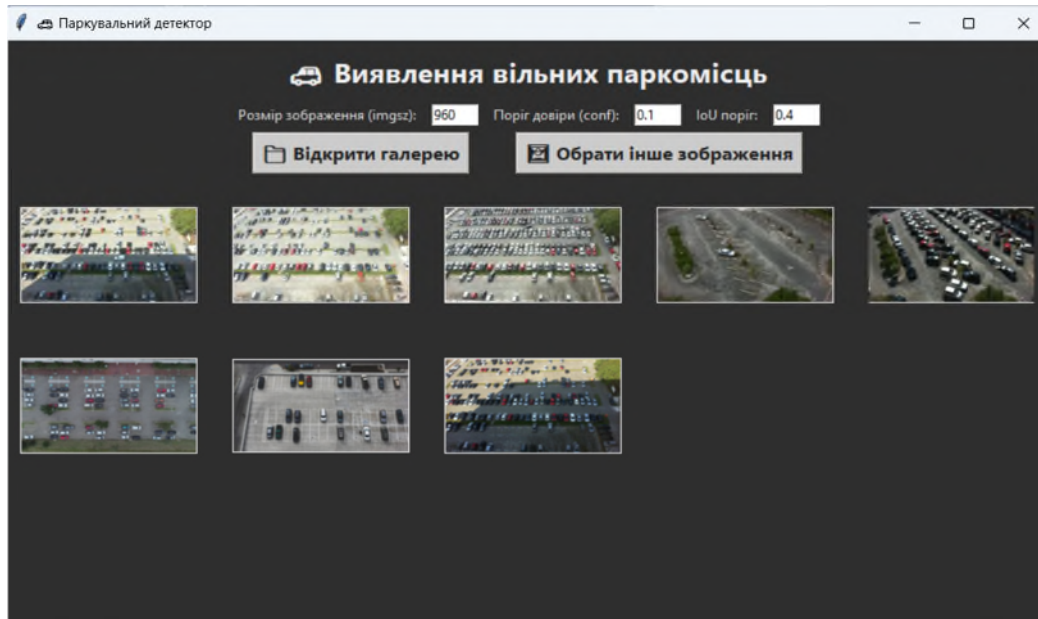 Паркувальний детектор
Виявлення вільних паркомісць
Розмір зображення (imgsz): 960 Поріг довіри (conf): 0.1 IoU поріг: 0.4
Відкрити галерею Обрати інше зображення